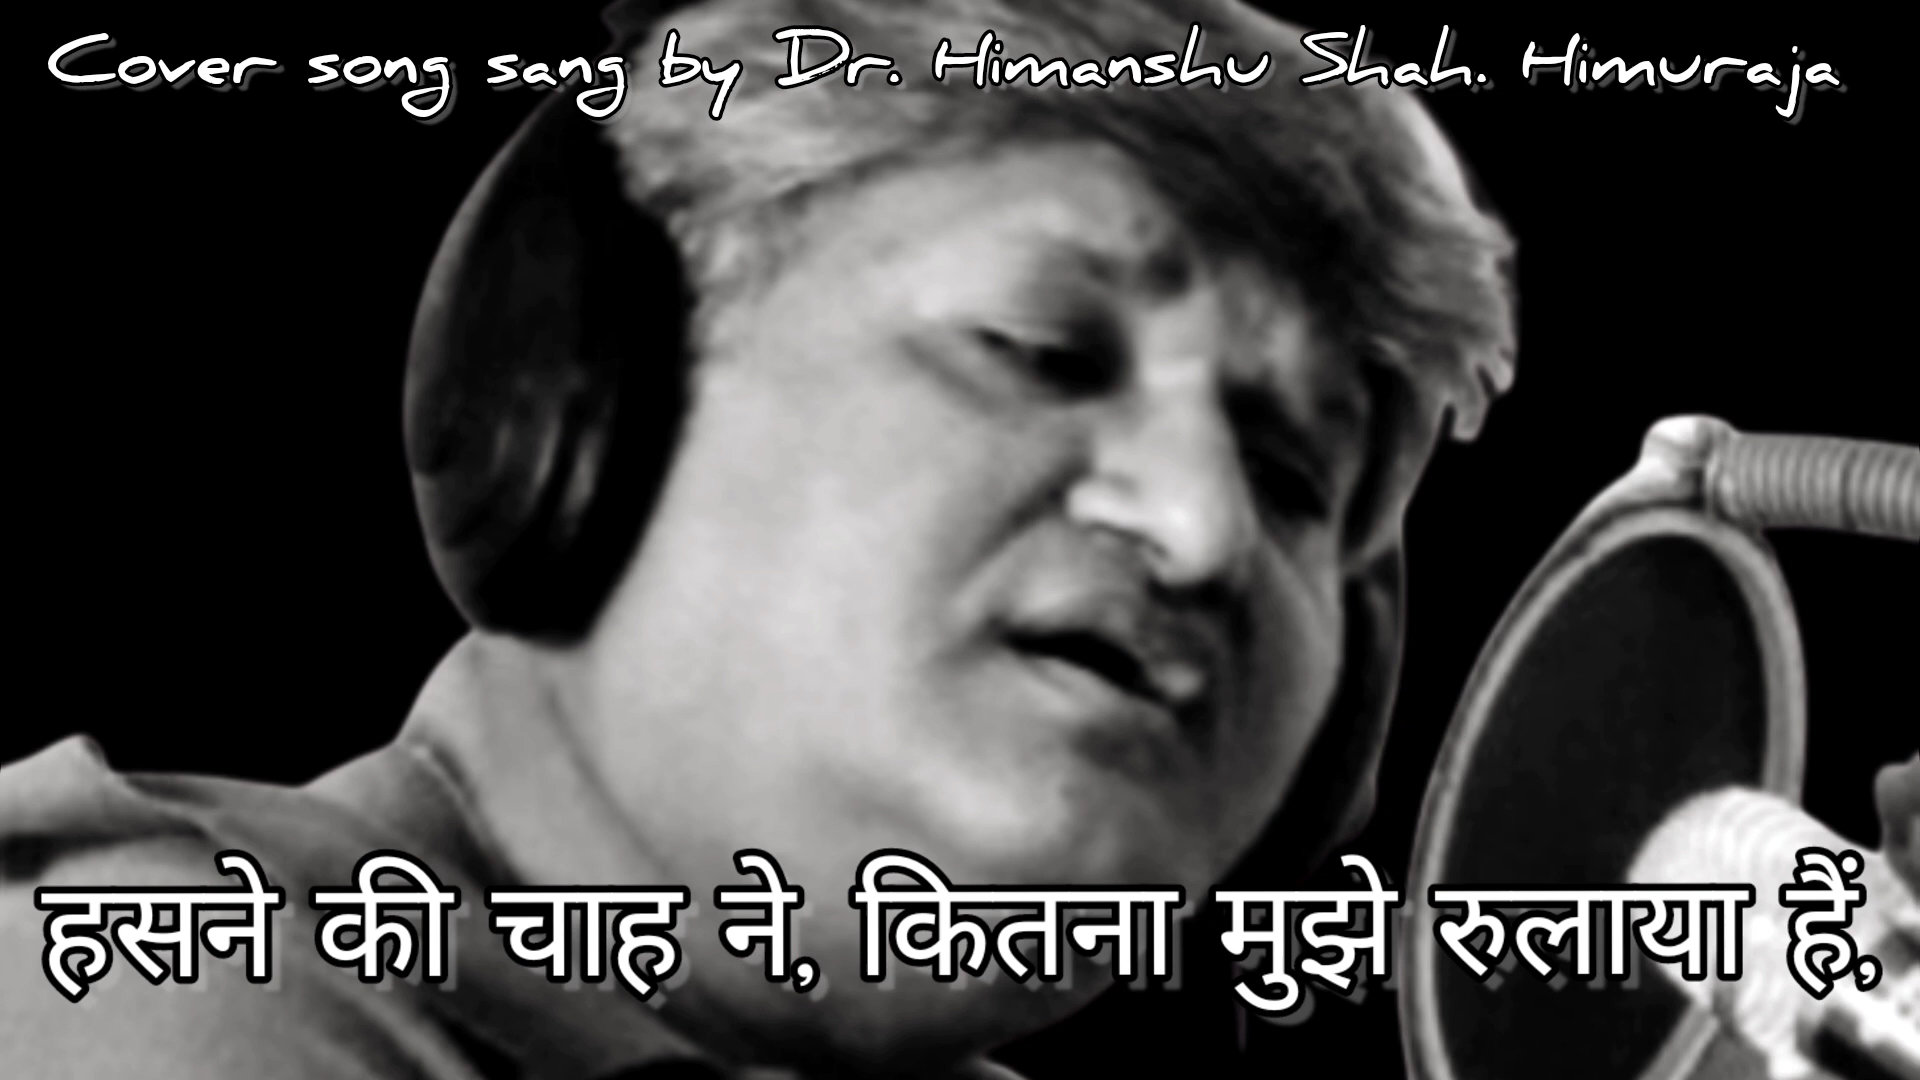 Cover song sang by Dr. Himanshu Shah. Himuraja
हसने की चाह ने, कितना मुझे रुलाया हैं,